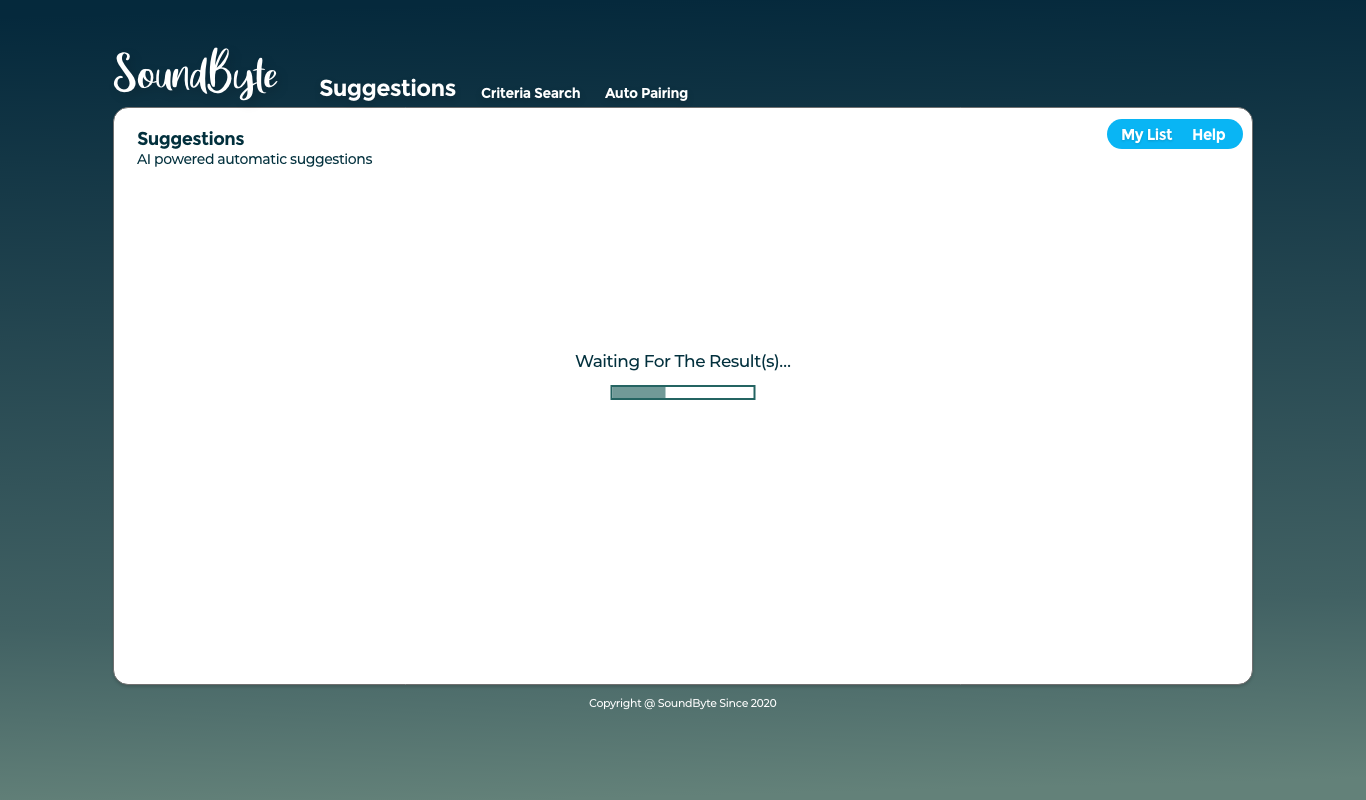 SoundByte
Suggestions
Criteria Search
Auto Pairing
Suggestions
AI powered automatic suggestions
My List
Help
Waiting For The Result(s)...
Copyright @ SoundByte Since 2020